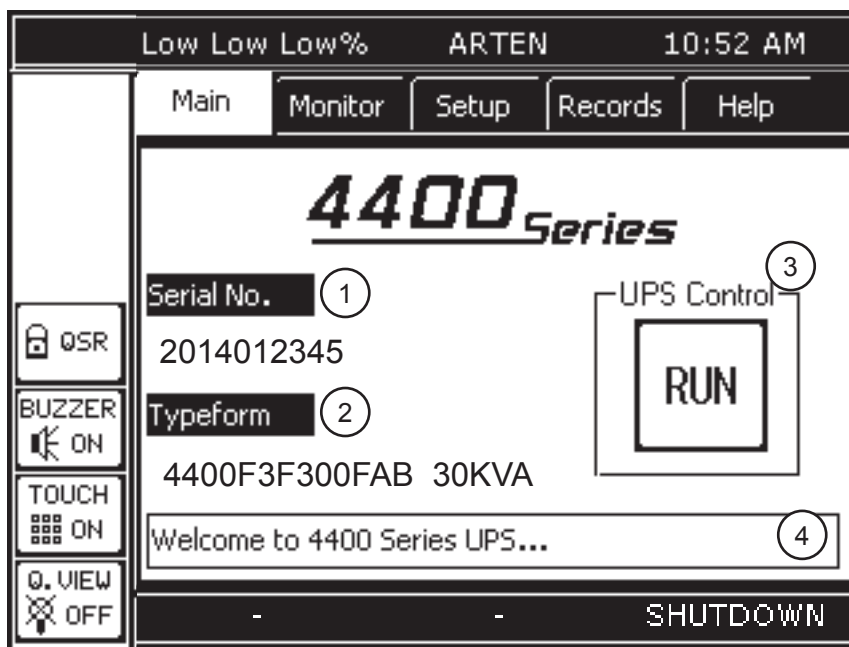 Low Low Low% ARTEN 10:52 AM
Main Monitor Setup Records Help
4400 Series
3
Serial No. 1
UPS Control
2014012345
RUN
QSR
BUZZER
ON
Typeform 2
4400F3F300FAB 30KVA
TOUCH
ON
Welcome to 4400 Series UPS... 4
Q.VIEW
OFF
- - SHUTDOWN